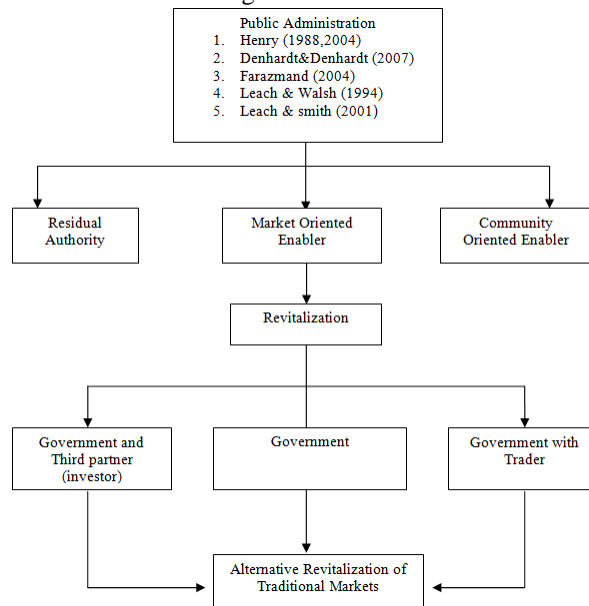 Public Administration
1. Henry (1988,2004)
2. Denhardt&Denhardt (2007)
3. Farazmand (2004)
4. Leach & Walsh (1994)
5. Leach & smith (2001)
Residual
Authority
Market Oriented
Enabler
Community
Oriented Enabler
Revitalization
Government and
Third partner
(investor)
Government
Government with
Trader
Alternative Revitalization of
Traditional Markets